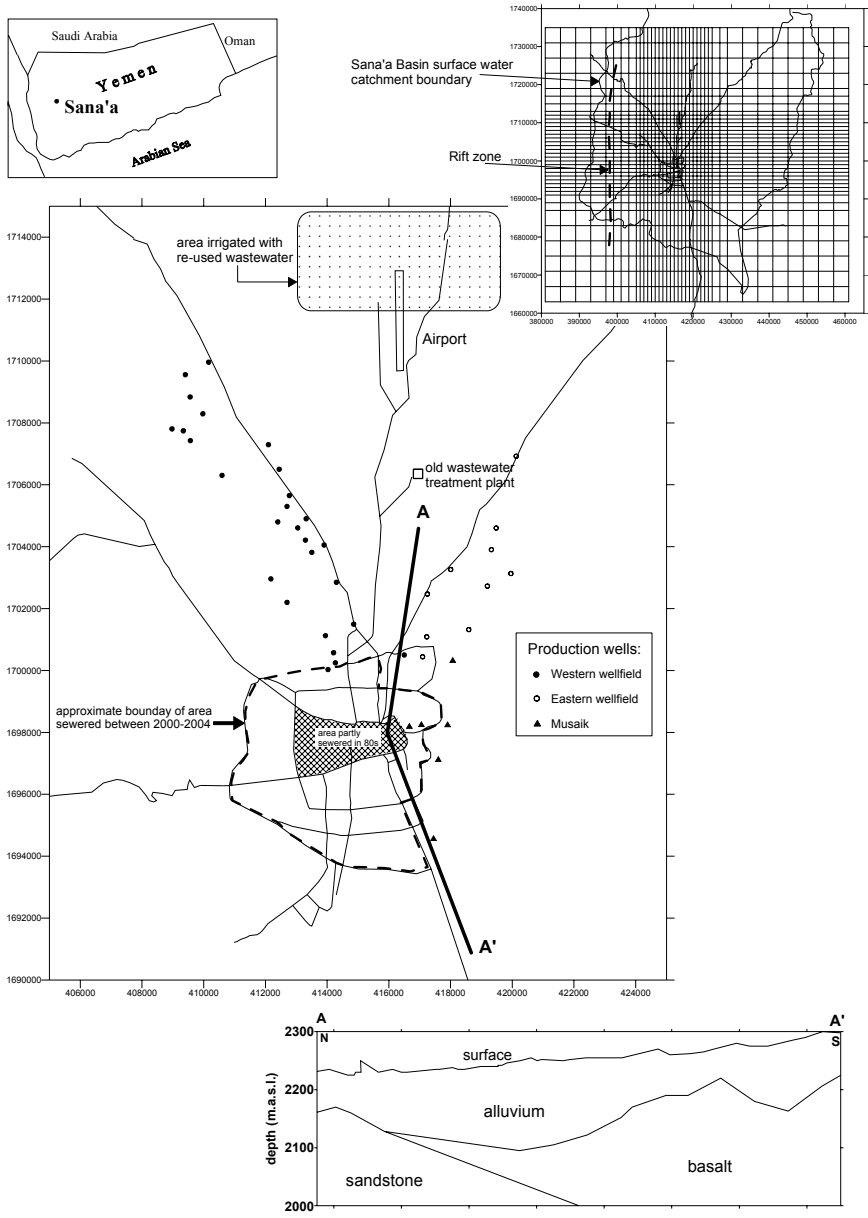 Saudi Arabia
Oman
Yemen
Sana'a
Arabian Sea
Sana'a Basin surface water
catchment boundary
Rift zone
1740000
1730000
1720000
1710000
1700000
1690000
1680000
1670000
1660000
380000 390000 400000 410000 420000 430000 440000 450000 460000
1714000
1712000
1710000
1708000
1706000
1704000
1702000
1700000
1698000
1696000
1694000
1692000
1690000
406000 408000 410000 412000 414000 416000 418000 420000 422000 424000
area irrigated with
re-used wastewater
Airport
old wastewater
treatment plant
A
Production wells:
Western wellfield
Eastern wellfield
Musaik
approximate bounday of area
sewered between 2000-2004
area partly
sewered in 80s
A'
A
N
A'
S
depth (m.a.s.l.)
2300
2200
2100
2000
surface
alluvium
basalt
sandstone